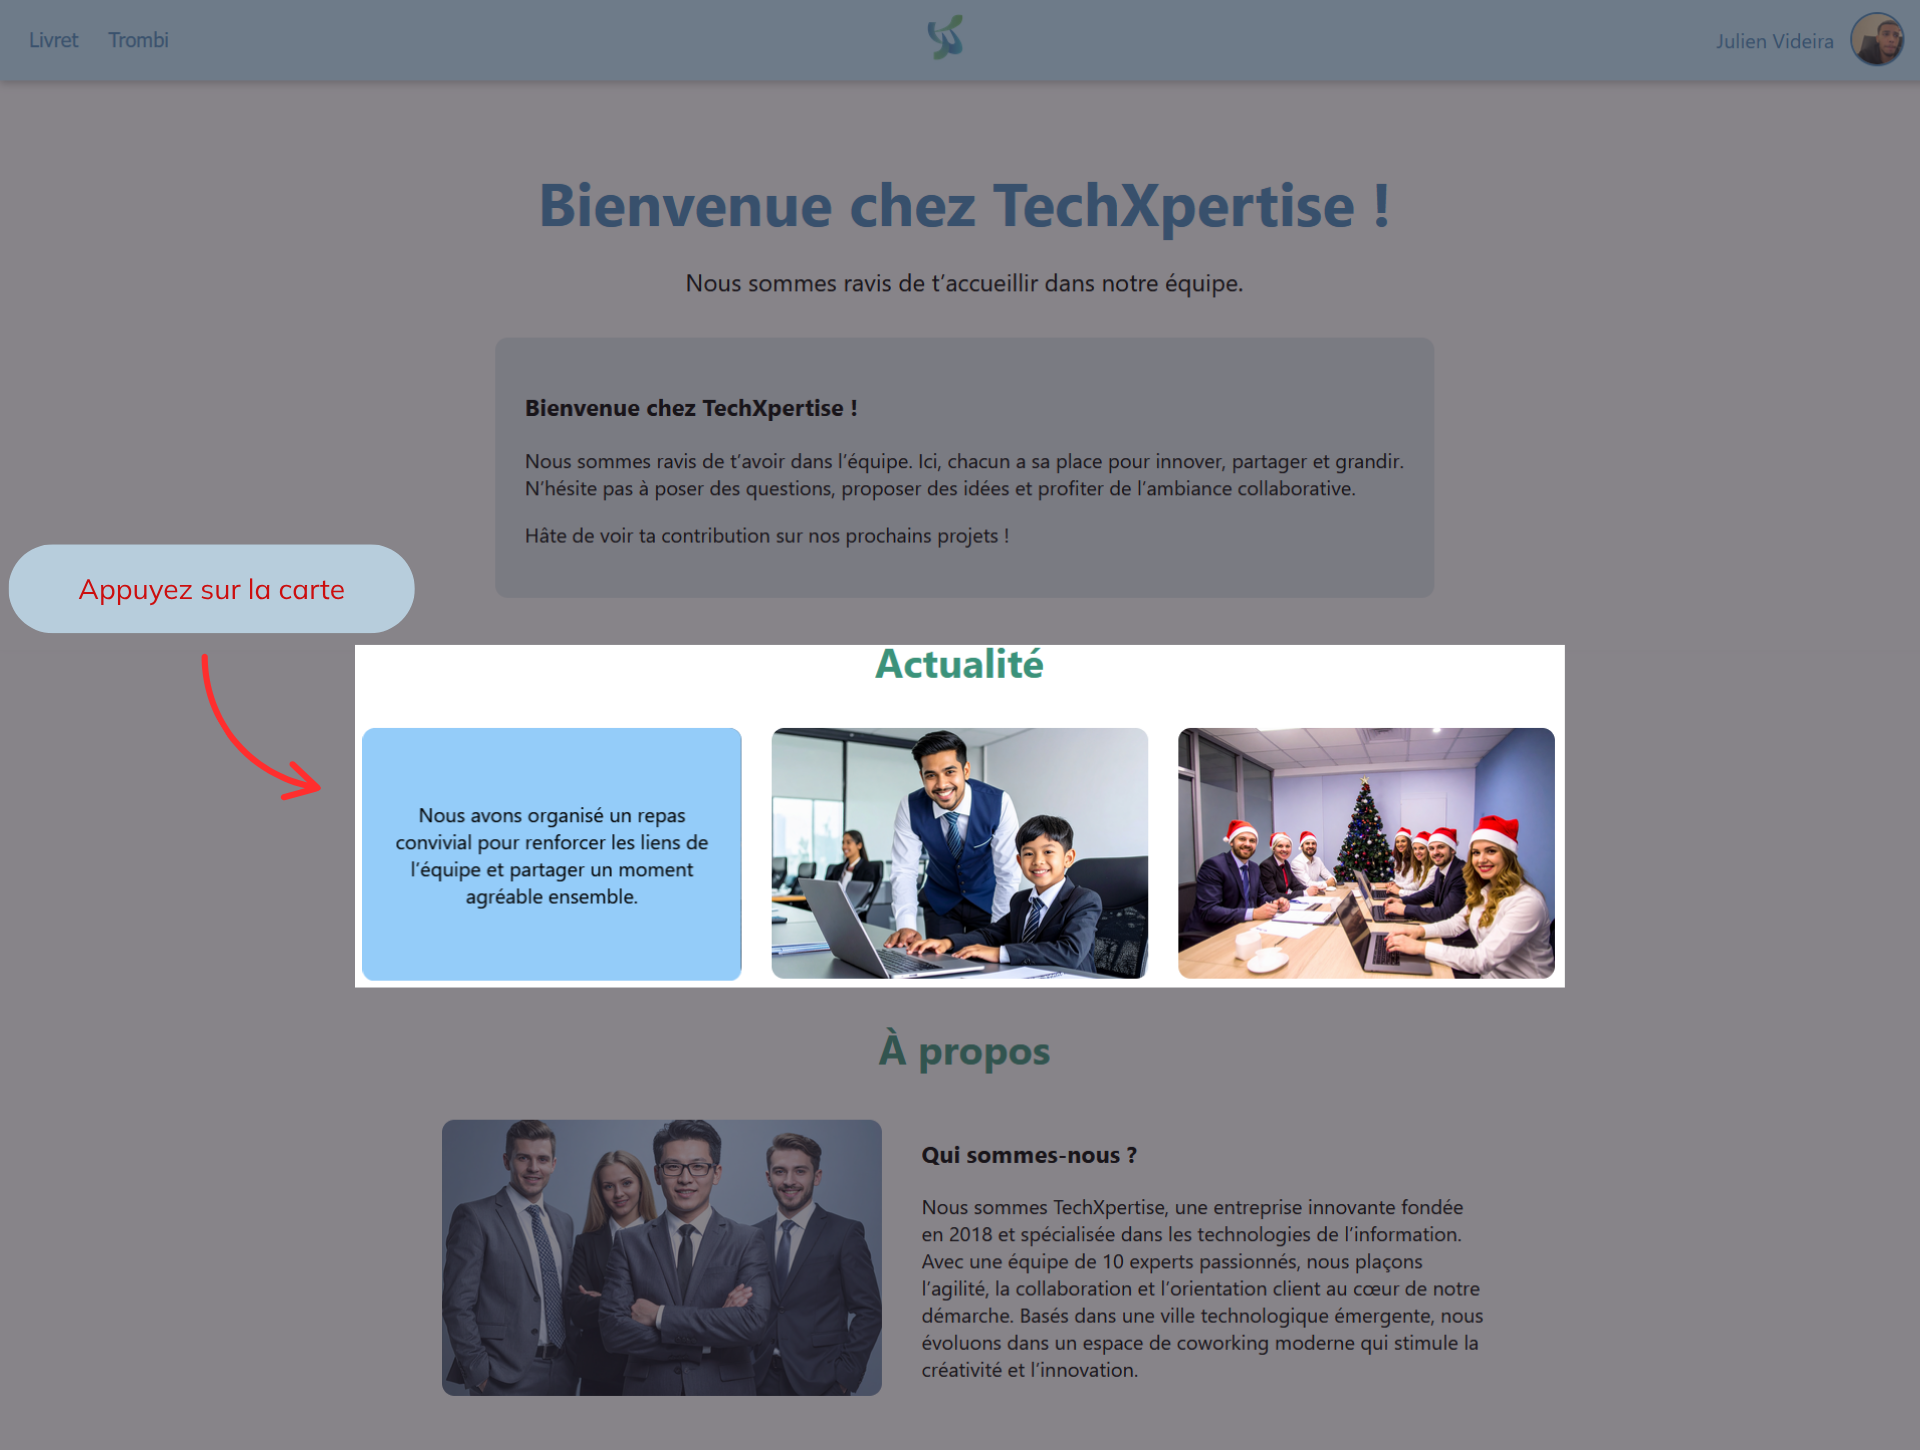 Livret
Trombi
Julien Videira
Bienvenue chez TechXpertise !
Nous sommes ravis de t’accueillir dans notre équipe.
Bienvenue chez TechXpertise !
Nous sommes ravis de t’avoir dans l’équipe. Ici, chacun a sa place pour innover, partager et grandir.
N’hésite pas à poser des questions, proposer des idées et profiter de l’ambiance collaborative.
Hâte de voir ta contribution sur nos prochains projets !
Appuyez sur la carte
Actualité
Nous avons organisé un repas
convivial pour renforcer les liens de
l’équipe et partager un moment
agréable ensemble.
À propos
Qui sommes-nous ?
Nous sommes TechXpertise, une entreprise innovante fondée
en 2018 et spécialisée dans les technologies de l’information.
Avec une équipe de 10 experts passionnés, nous plaçons
l’agilité, la collaboration et l’orientation client au cœur de notre
démarche. Basés dans une ville technologique émergente, nous
évoluons dans un espace de coworking moderne qui stimule la
créativité et l’innovation.